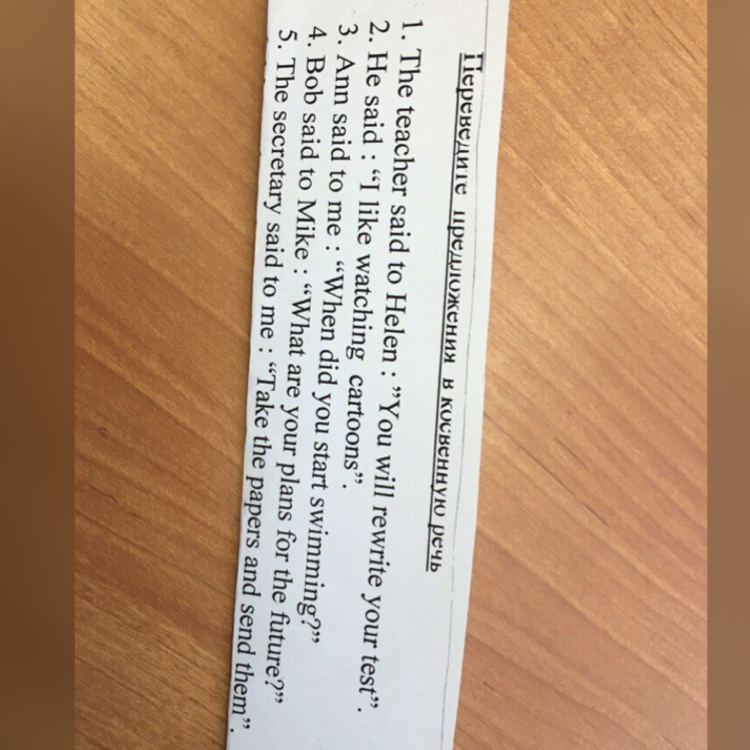 Переведите предложения в косвенную речь
1. The teacher said to Helen : ”You will rewrite your test” .
2. He said : “I like watching cartoons” .
3. Ann said to me : “When did you start swimming?”
4. Bob said to Mike : “What are your plans for the future?”
5. The secretary said to me : “Take the papers and send them” .